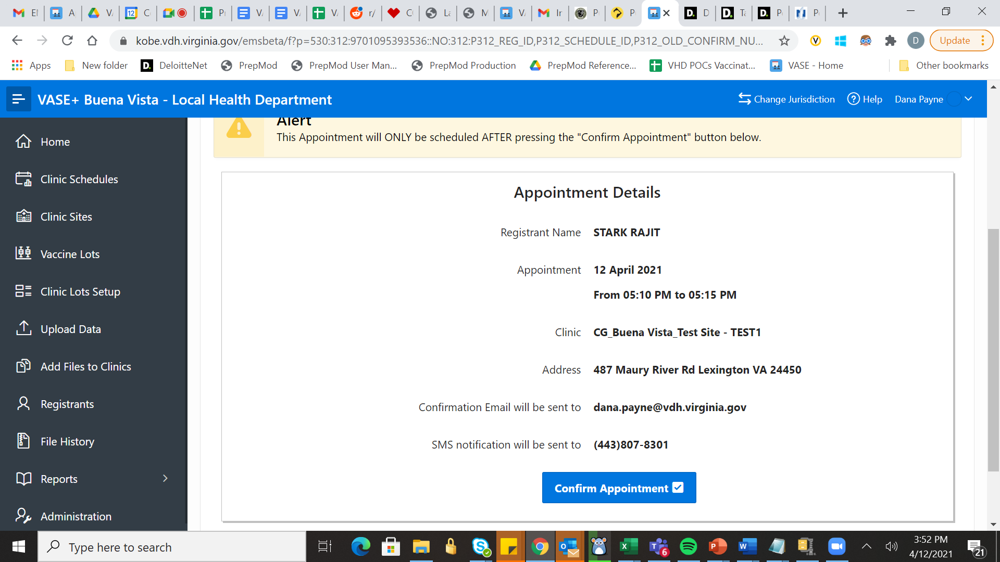 kobe.vdh.virginia.gov/emsbeta/f?p=530:312:9701095393536::NO:312:P312_REG_ID,P312_SCHEDULE_ID,P312_OLD_CONFIRM_NU...
D
Update
Apps
New folder
D.
DeloitteNet
PrepMod
PrepMod User Man...
PrepMod Production
PrepMod Reference...
VHD POCs Vaccinat...
VASE - Home
Other bookmarks
VASE+ Buena Vista - Local Health Department
Change Jurisdiction
Help
Dana Payne
Home
Clinic Schedules
Clinic Sites
Vaccine Lots
Clinic Lots Setup
Upload Data
Add Files to Clinics
Registrants
File History
Reports
Administration
Alert
This Appointment will ONLY be scheduled AFTER pressing the "Confirm Appointment" button below.
Appointment Details
Registrant Name STARK RAJIT
Appointment 12 April 2021
From 05:10 PM to 05:15 PM
Clinic CG_Buena Vista_Test Site - TEST1
Address 487 Maury River Rd Lexington VA 24450
Confirmation Email will be sent to dana.payne@vdh.virginia.gov
SMS notification will be sent to (443)807-8301
Confirm Appointment
Type here to search
6
3:52 PM
4/12/2021
21